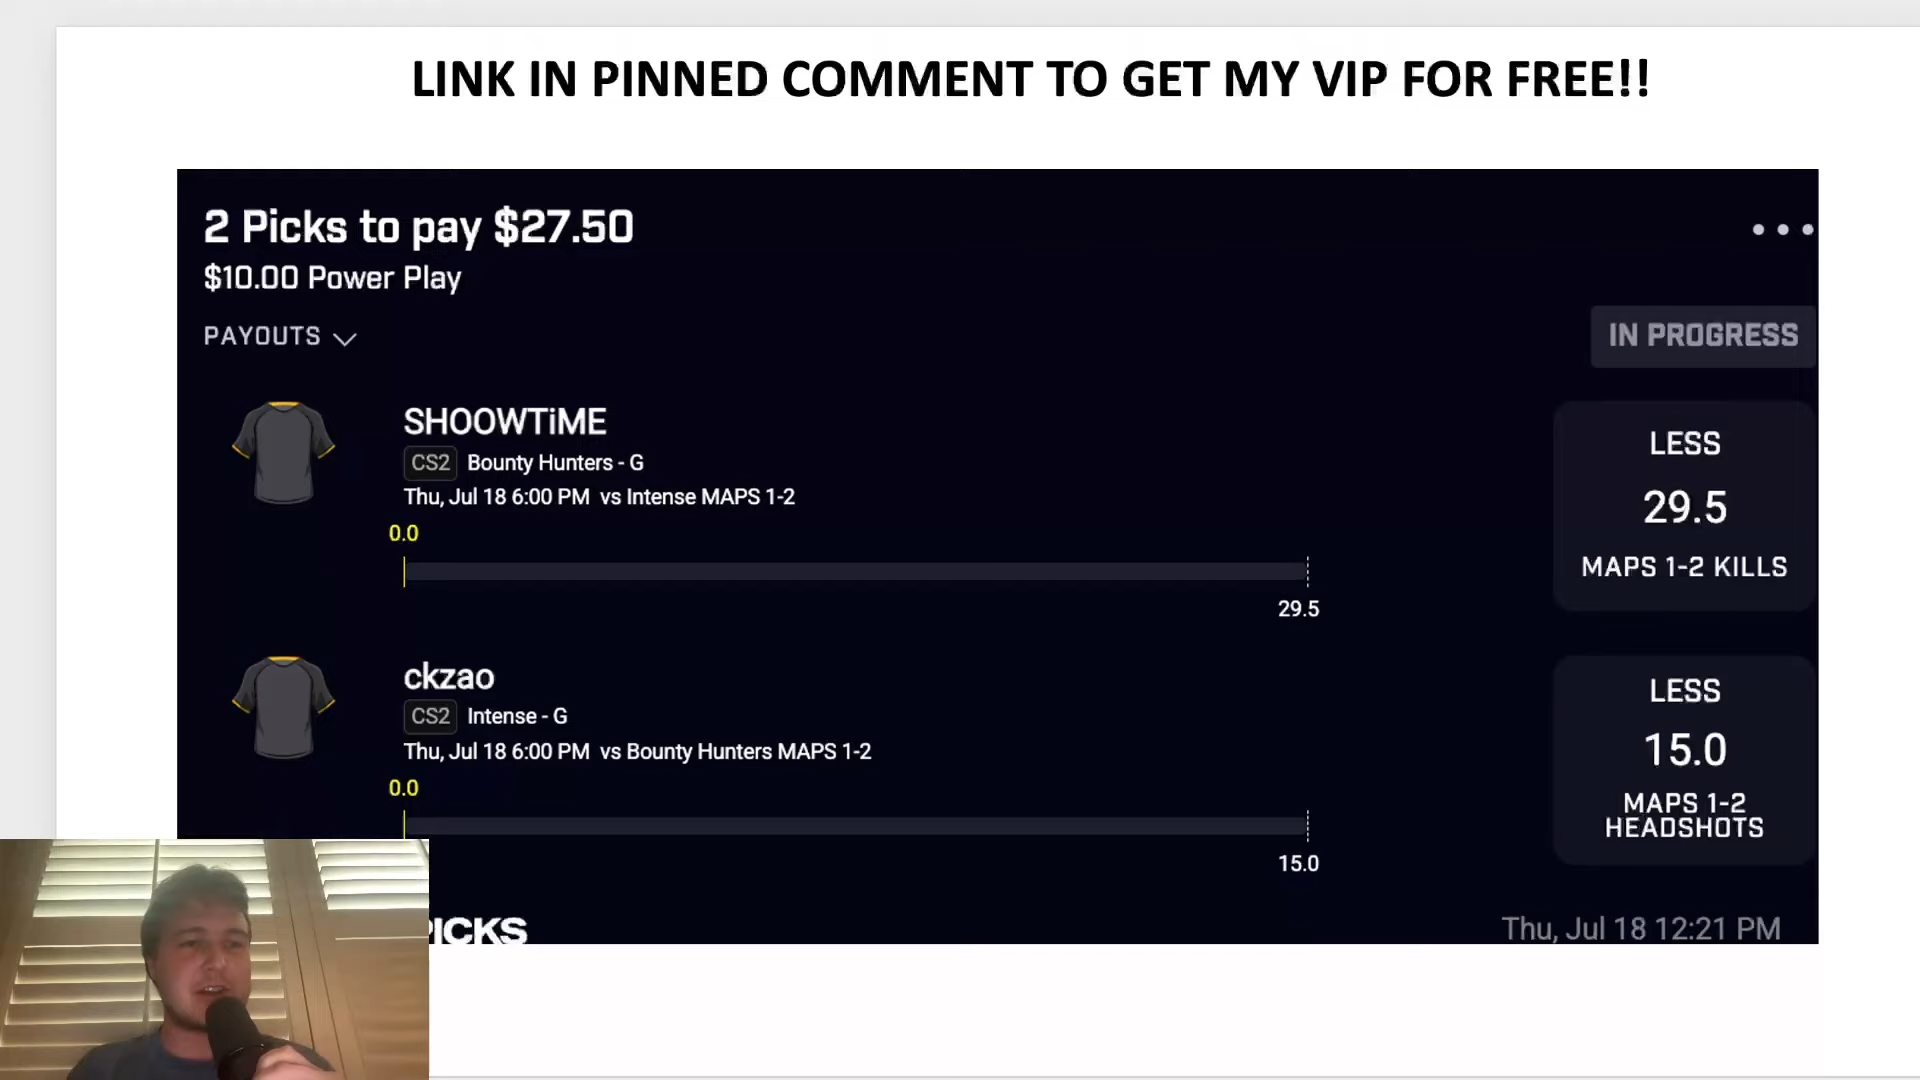 LINK IN PINNED COMMENT TO GET MY VIP FOR FREE!!
2 Picks to pay $27.50
$10.00 Power Play
PAYOUTS
IN PROGRESS
SHOOWTiME
CS2 Bounty Hunters - G
Thu, Jul 18 6:00 PM vs Intense MAPS 1-2
0.0
29.5
LESS
29.5
MAPS 1-2 KILLS
ckzao
CS2 Intense - G
Thu, Jul 18 6:00 PM vs Bounty Hunters MAPS 1-2
0.0
15.0
LESS
15.0
MAPS 1-2
HEADSHOTS
PICKS
Thu, Jul 18 12:21 PM